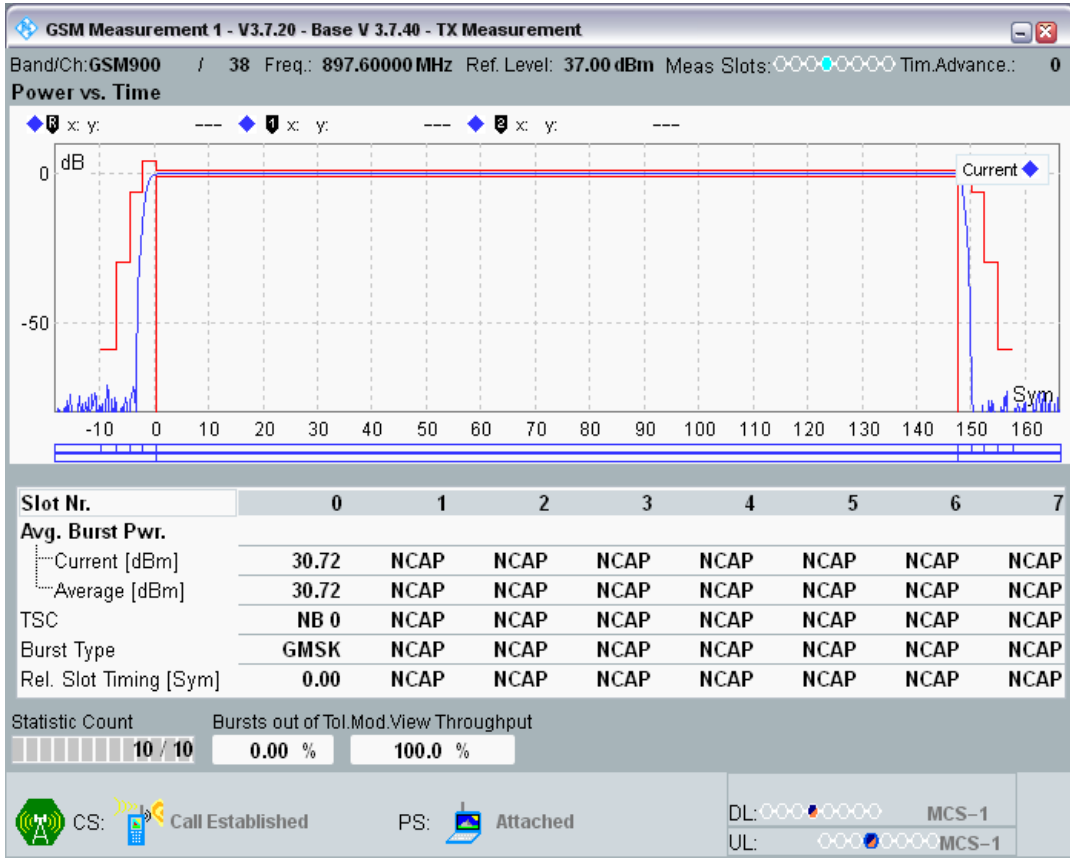 GSM Measurement 1 - V3.7.20 - Base V 3.7.40 - TX Measurement
Band/Ch:GSM900 / 38 Freq.: 897.60000 MHz Ref. Level: 37.00 dBm Meas Slots: Tim.Advance.: 0
Power vs. Time
R x: y: --- 1 x: y: --- 2 x: y: ---
dB
Current
0
-50
Sym
-10 0 10 20 30 40 50 60 70 80 90 100 110 120 130 140 150 160
Slot Nr. 0 1 2 3 4 5 6 7
Avg. Burst Pwr.
Current [dBm] 30.72 NCAP NCAP NCAP NCAP NCAP NCAP NCAP
Average [dBm] 30.72 NCAP NCAP NCAP NCAP NCAP NCAP NCAP
TSC NB 0 NCAP NCAP NCAP NCAP NCAP NCAP NCAP
Burst Type GMSK NCAP NCAP NCAP NCAP NCAP NCAP NCAP
Rel. Slot Timing [Sym] 0.00 NCAP NCAP NCAP NCAP NCAP NCAP NCAP
Statistic Count Bursts out of Tol.Mod.View Throughput
10 / 10 0.00 % 100.0 %
CS: Call Established PS: Attached
DL: MCS-1
UL: MCS-1